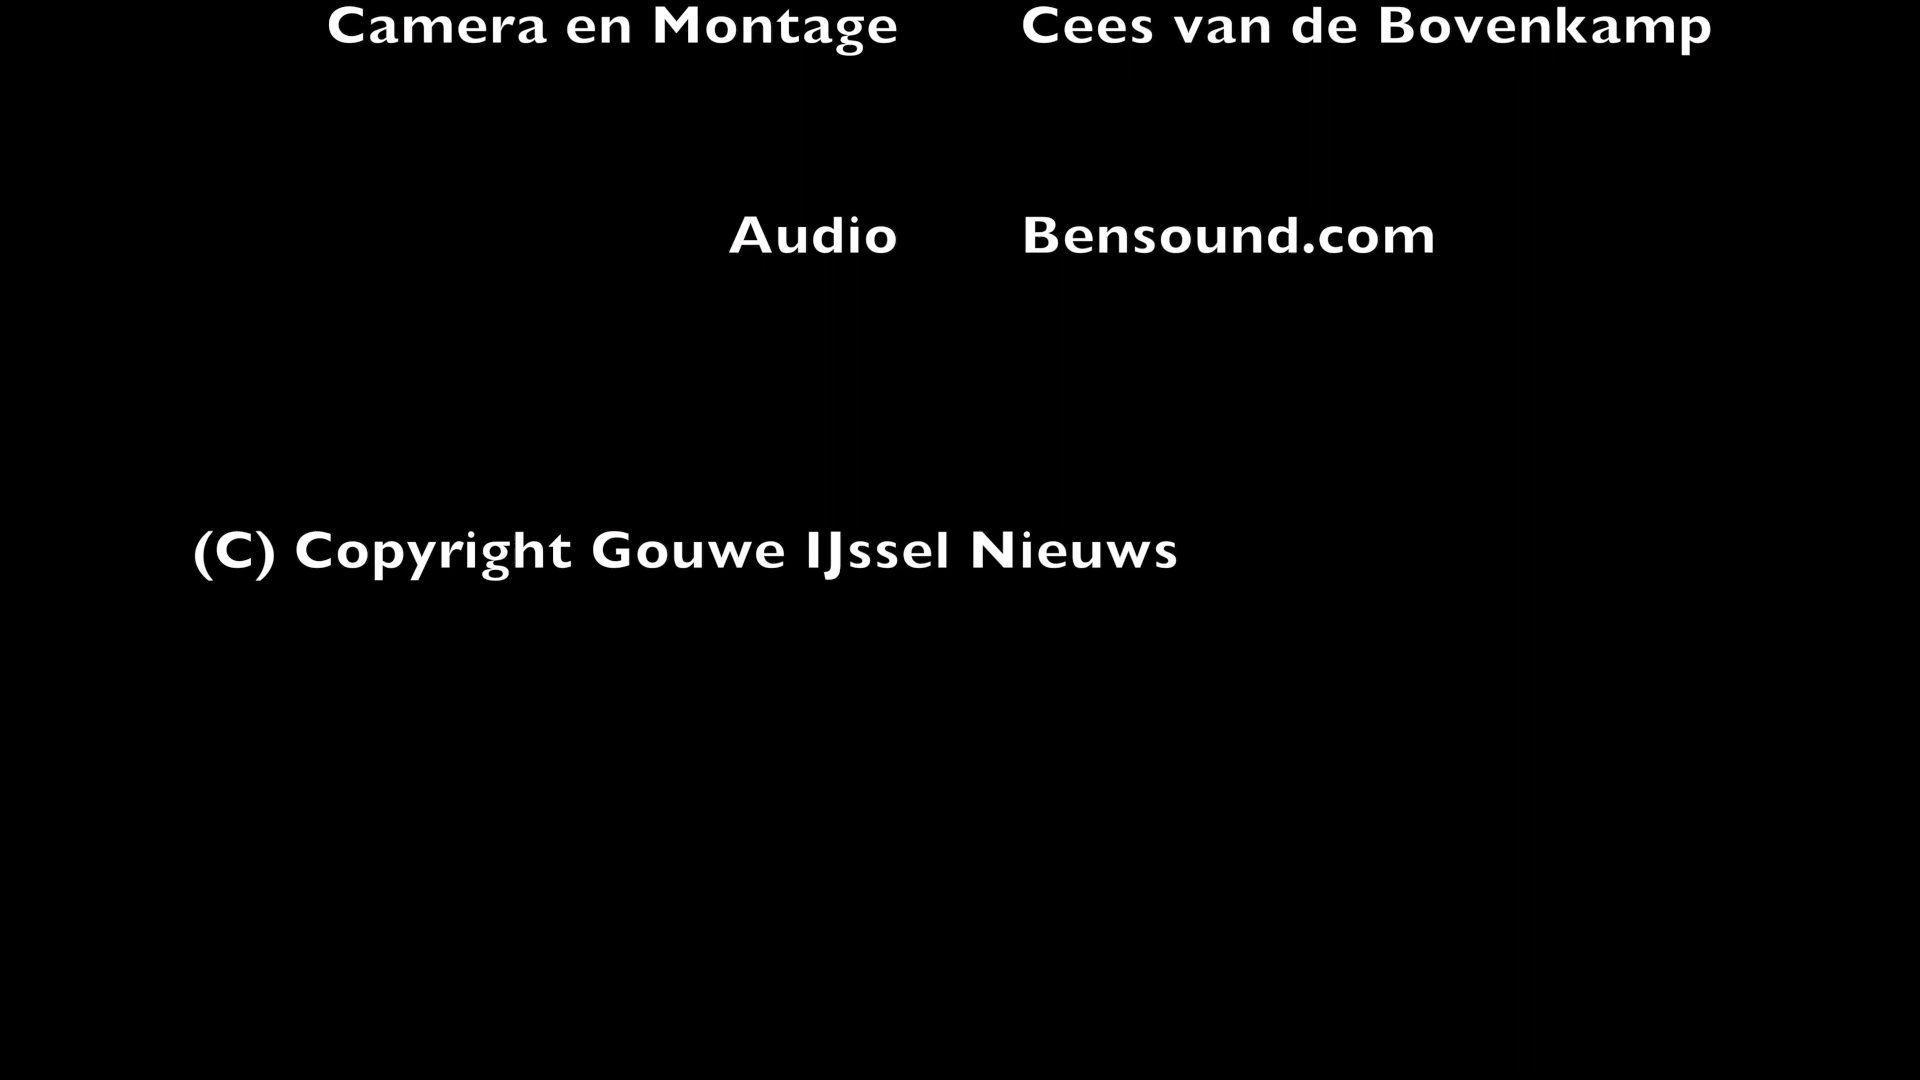 Camera en Montage Cees van de Bovenkamp
Audio Bensound.com
(C) Copyright Gouwe IJssel Nieuws